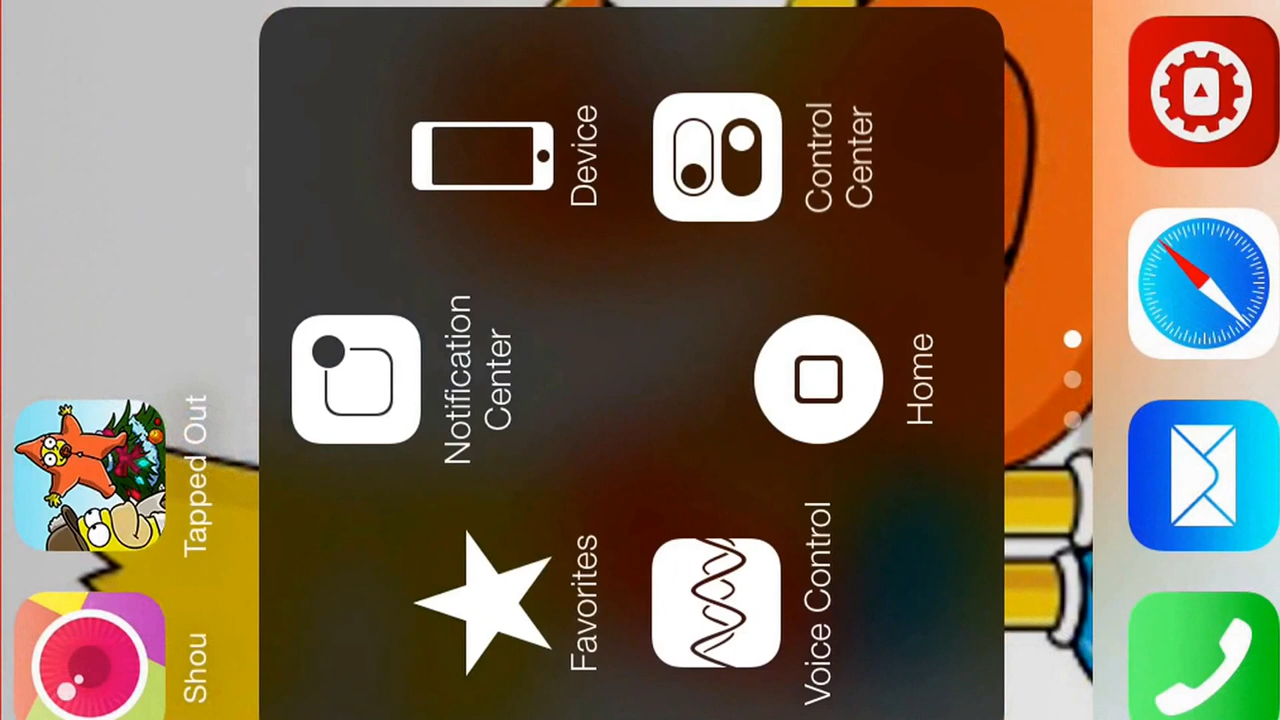 Shou
Tapped Out
Notification
Center
Favorites
Device
Voice Control
Control
Center
Home